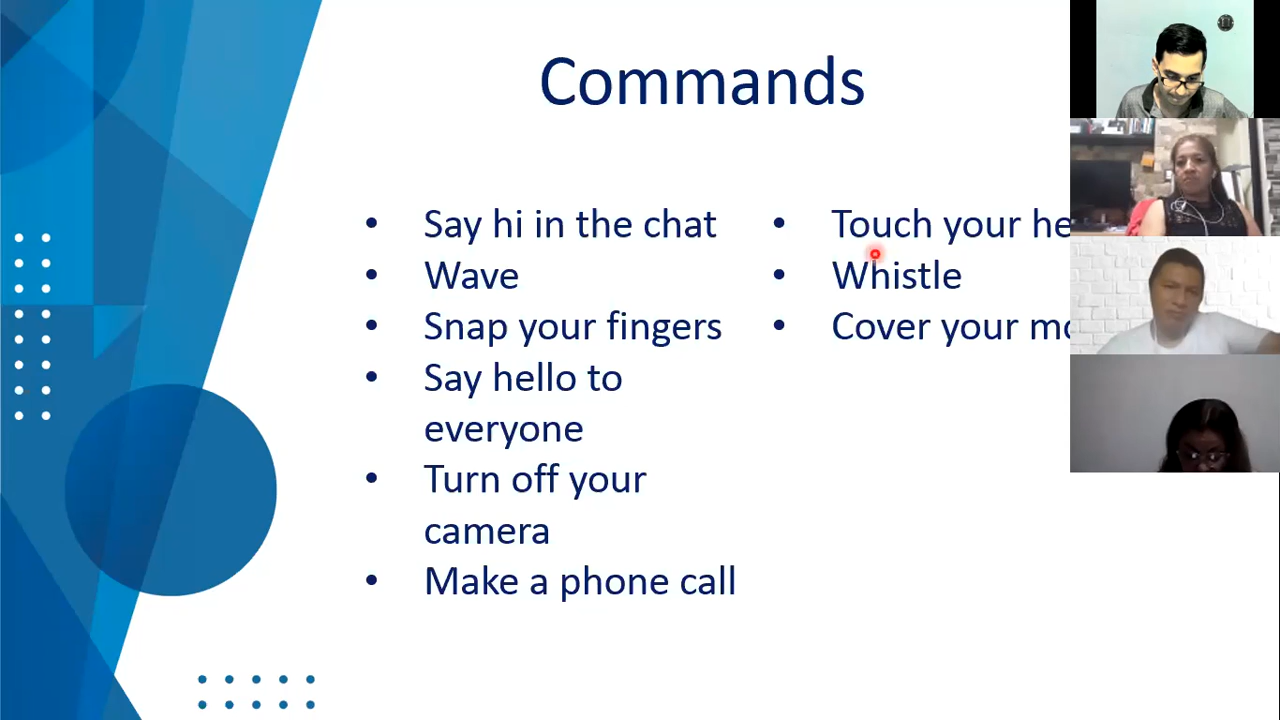 Commands
• Say hi in the chat
• Wave
• Snap your fingers
• Say hello to
everyone
• Turn off your
camera
• Make a phone call
• Touch your
• Whistle
• Cover your